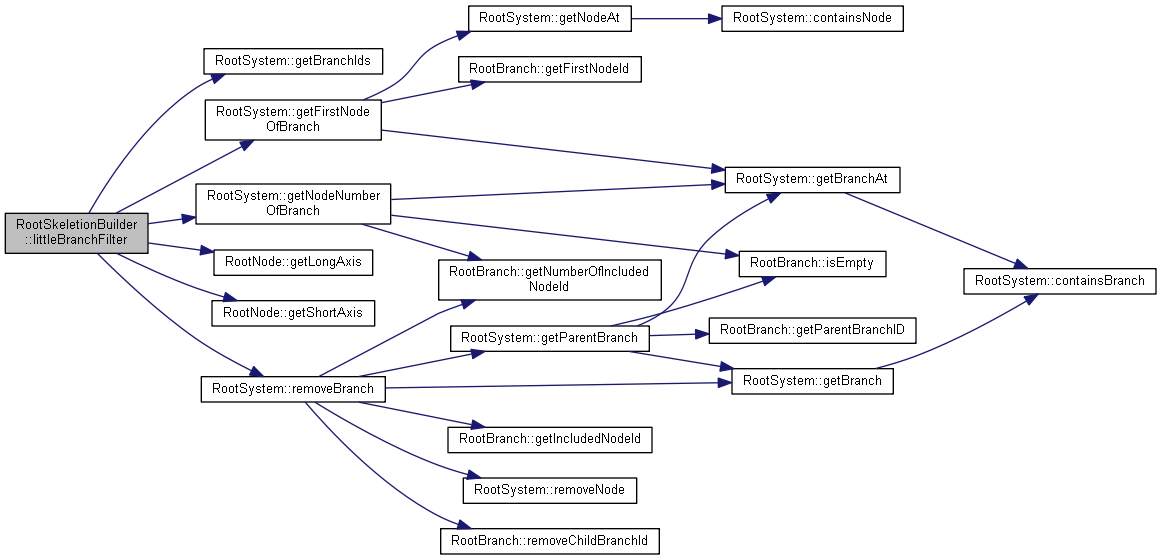 RootSystem::getNodeAt
RootSystem::containsNode
RootSystem::getBranchIds
RootBranch::getFirstNodeId
RootSystem::getFirstNode
OfBranch
RootSystem::getBranchAt
RootSystem::getNodeNumber
OfBranch
RootSkeletionBuilder
::littleBranchFilter
RootNode::getLongAxis
RootBranch::getNumberOfIncluded
NodeId
RootBranch::isEmpty
RootSystem::containsBranch
RootNode::getShortAxis
RootSystem::getParentBranch
RootBranch::getParentBranchID
RootSystem::removeBranch
RootSystem::getBranch
RootBranch::getIncludedNodeId
RootSystem::removeNode
RootBranch::removeChildBranchId